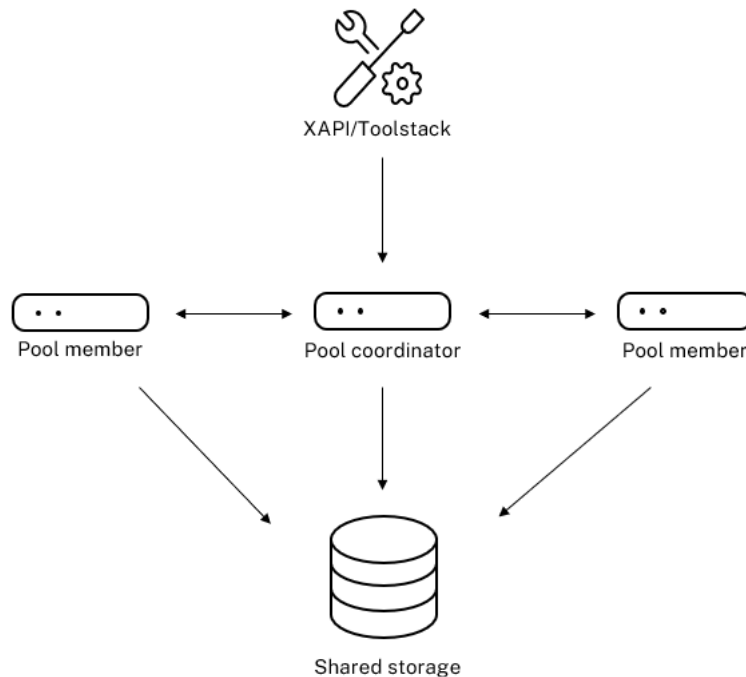 XAPI/Toolstack
Pool member
Pool coordinator
Pool member
Shared storage